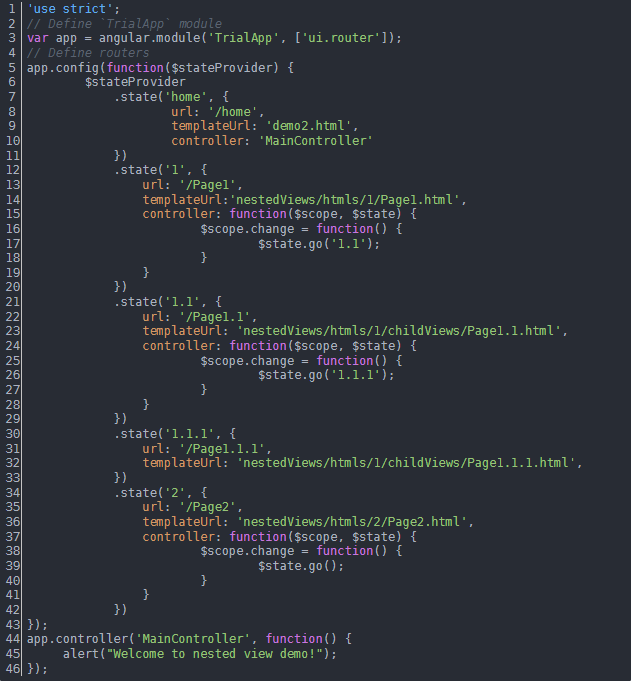 1 'use strict';
2 // Define `TrialApp` module
3 var app = angular.module('TrialApp', ['ui.router']);
4 // Define routers
5 app.config(function($stateProvider) {
6         $stateProvider
7             .state('home', {
8                     url: '/home',
9                     templateUrl: 'demo2.html',
10                     controller: 'MainController'
11             })
12             .state('1', {
13                 url: '/Page1',
14                 templateUrl:'nestedViews/htmls/1/Page1.html',
15                 controller: function($scope, $state) {
16                         $scope.change = function() {
17                                 $state.go('1.1');
18                         }
19                 }
20             })
21             .state('1.1', {
22                 url: '/Page1.1',
23                 templateUrl: 'nestedViews/htmls/1/childViews/Page1.1.html',
24                 controller: function($scope, $state) {
25                         $scope.change = function() {
26                                 $state.go('1.1.1');
27                         }
28                 }
29             })
30             .state('1.1.1', {
31                 url: '/Page1.1.1',
32                 templateUrl: 'nestedViews/htmls/1/childViews/Page1.1.1.html',
33             })
34             .state('2', {
35                 url: '/Page2',
36                 templateUrl: 'nestedViews/htmls/2/Page2.html',
37                 controller: function($scope, $state) {
38                         $scope.change = function() {
39                                 $state.go();
40                         }
41                 }
42             })
43 });
44 app.controller('MainController', function() {
45      alert("Welcome to nested view demo!");
46 });